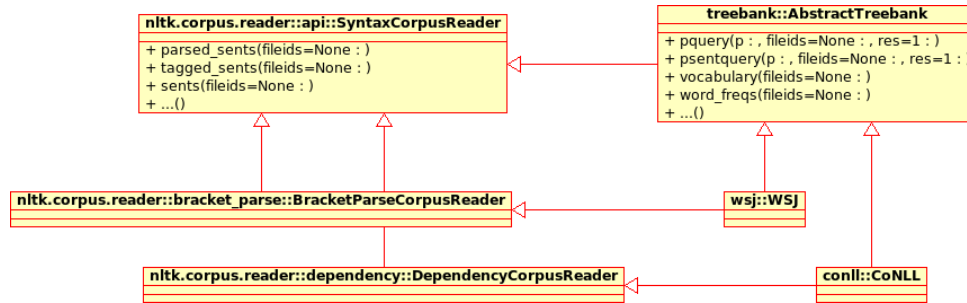 nltk.corpus.reader::api::SyntaxCorpusReader
+ parsed_sents(fileids=None : )
+ tagged_sents(fileids=None : )
+ sents(fileids=None : )
+ ...()
treebank::AbstractTreebank
+ pquery(p : , fileids=None : , res=1 : )
+ psentquery(p : , fileids=None : , res=1 : )
+ vocabulary(fileids=None : )
+ word_freqs(fileids=None : )
+ ...()
nltk.corpus.reader::bracket_parse::BracketParseCorpusReader
wsj::WSJ
nltk.corpus.reader::dependency::DependencyCorpusReader
conll::CoNLL